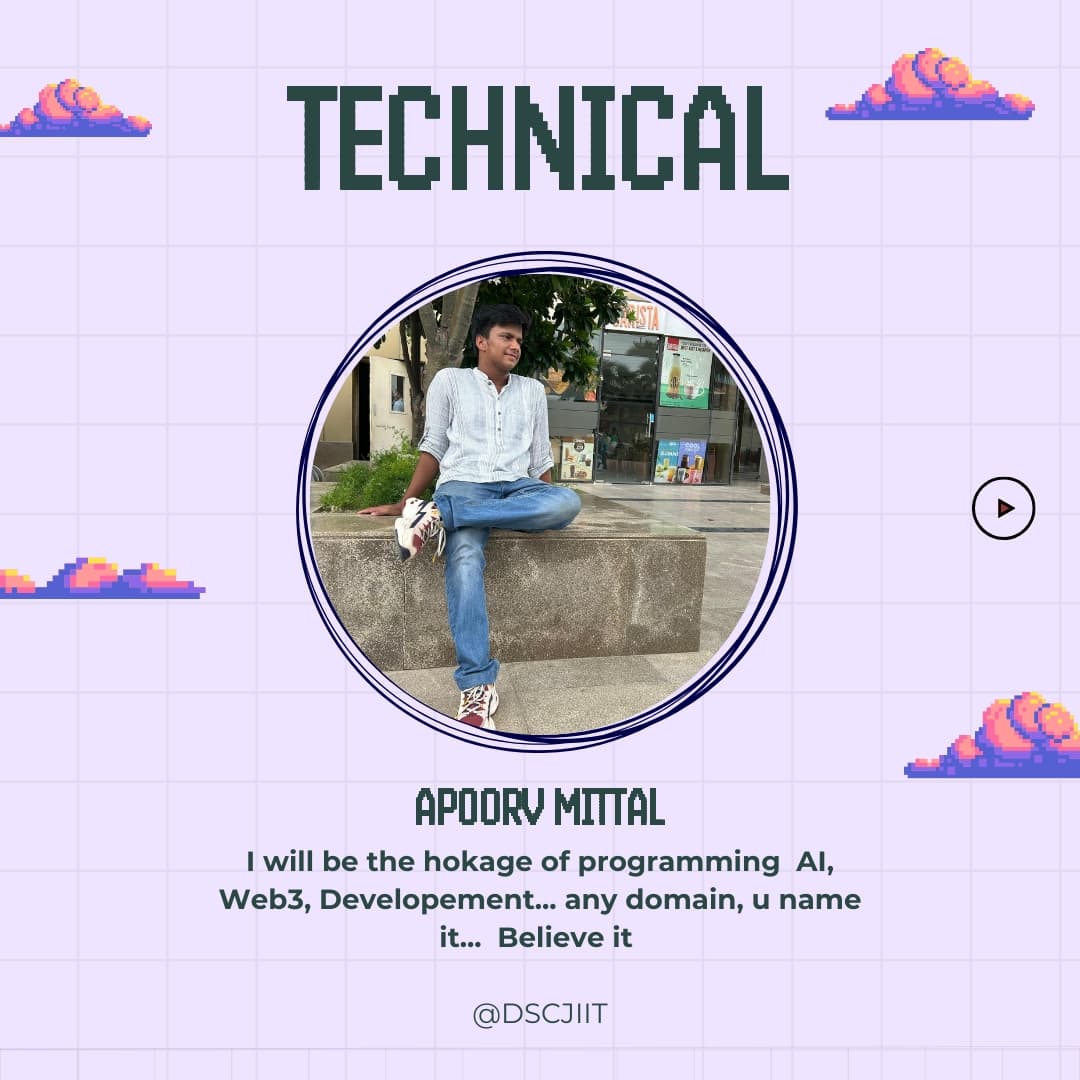 TECHNICAL
ARISTA
APOORV MITTAL
I will be the hokage of programming  AI,
Web3, Developement... any domain, u name
it...  Believe it
@DSCJIIT